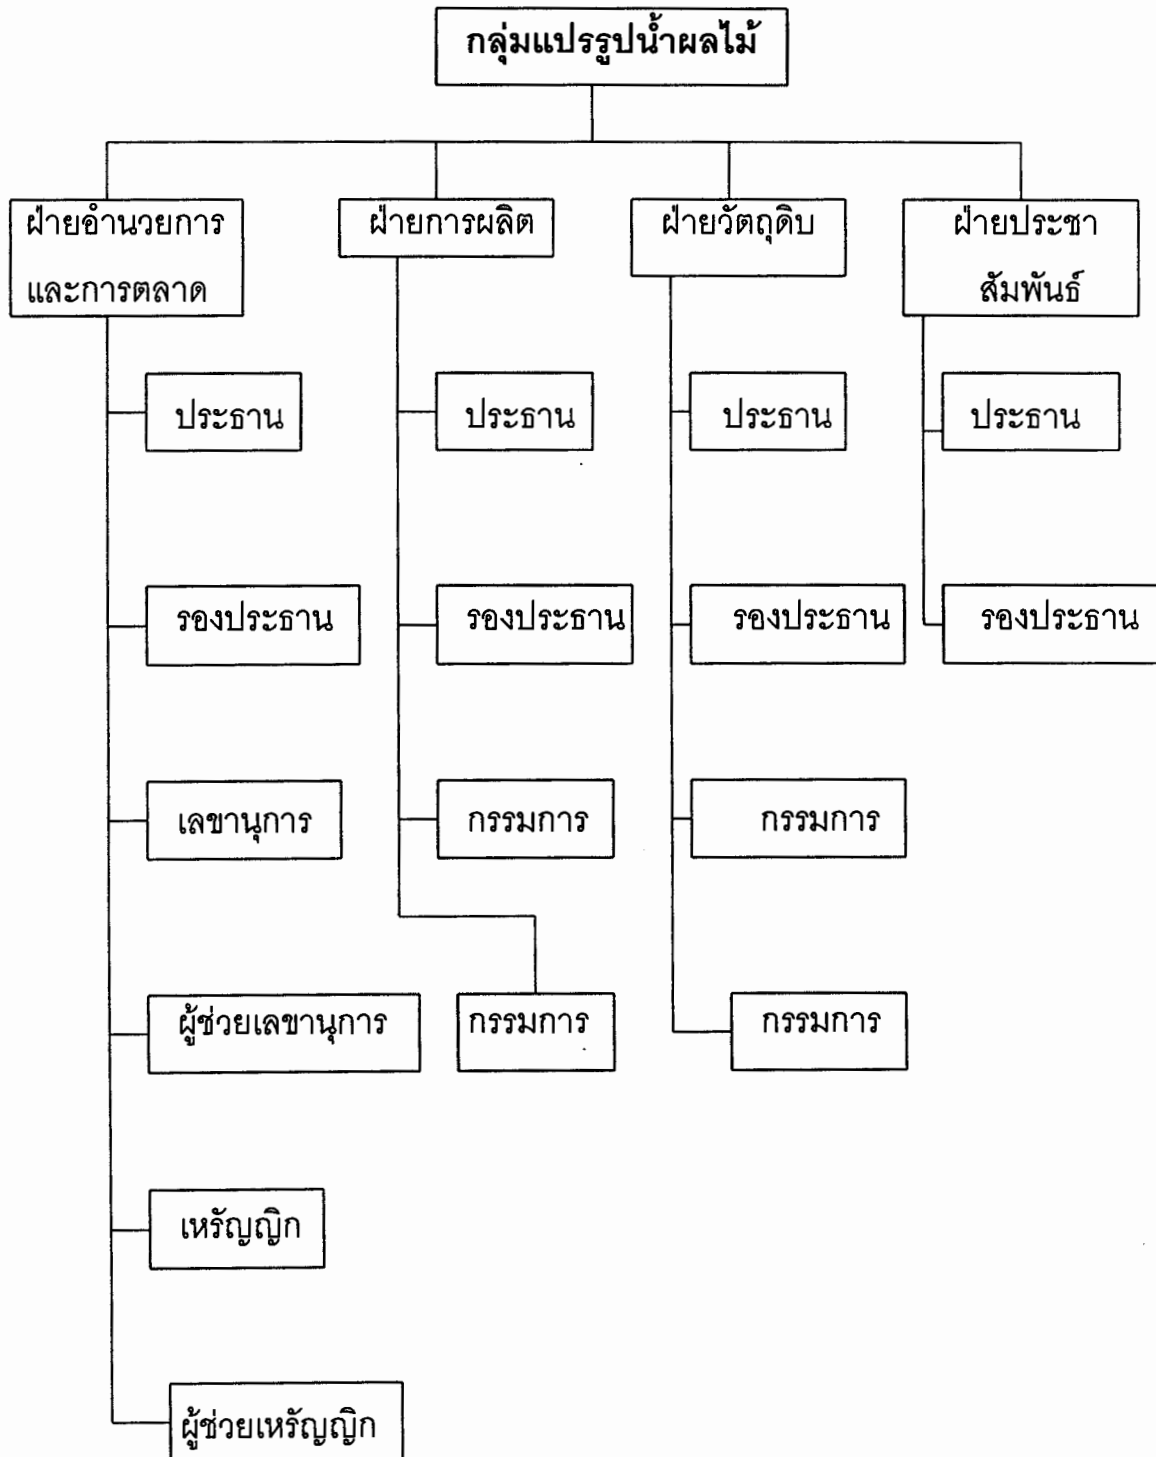 กลุ่มแปรรูปน้ำผลไม้
ฝ่ายอำนวยการ
และการตลาด
ฝ่ายการผลิต
ฝ่ายวัตถุดิบ
ฝ่ายประชา
สัมพันธ์
ประธาน
ประธาน
ประธาน
ประธาน
รองประธาน
รองประธาน
รองประธาน
รองประธาน
เลขานุการ
กรรมการ
กรรมการ
ผู้ช่วยเลขานุการ
กรรมการ
กรรมการ
เหรัญญิก
ผู้ช่วยเหรัญญิก